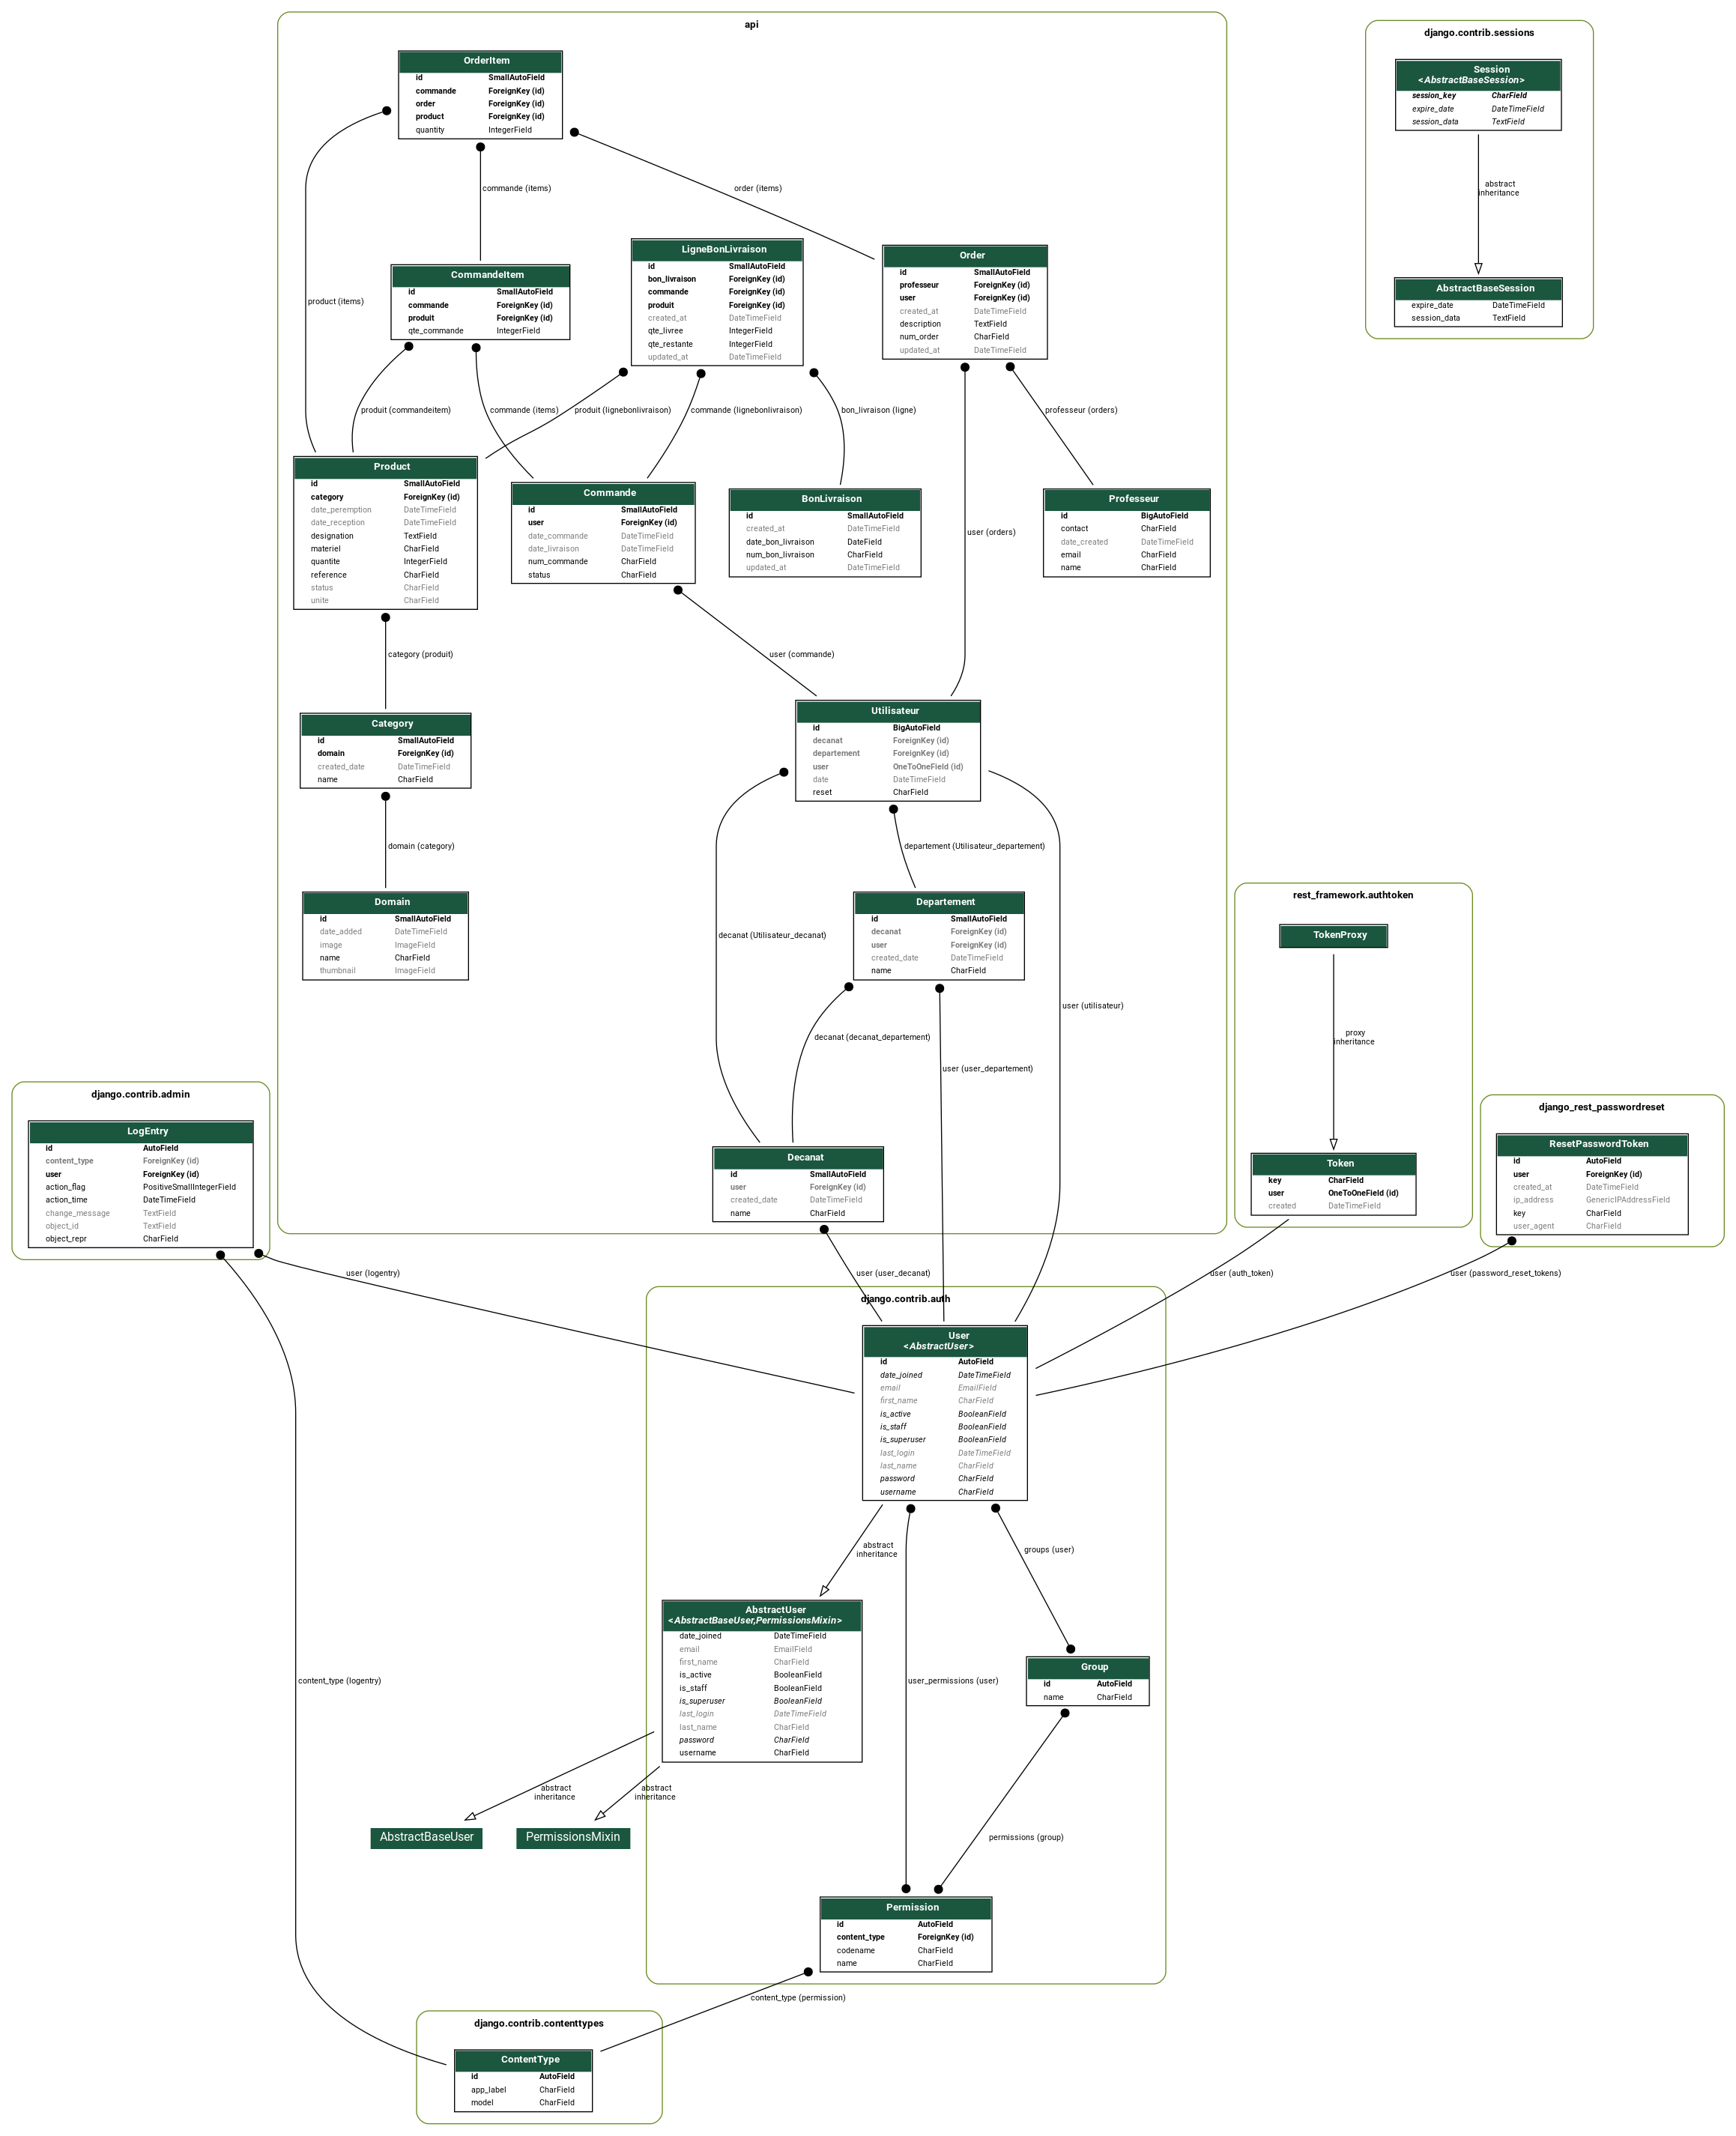 api
OrderItem
id SmallAutoField
commande ForeignKey (id)
order ForeignKey (id)
product ForeignKey (id)
quantity IntegerField
django.contrib.sessions
Session
<AbstractBaseSession>
session_key CharField
expire_date DateTimeField
session_data TextField
abstract
inheritance
AbstractBaseSession
expire_date DateTimeField
session_data TextField
commande (items)
order (items)
product (items)
CommandeItem
id SmallAutoField
commande ForeignKey (id)
produit ForeignKey (id)
qte_commande IntegerField
LigneBonLivraison
id SmallAutoField
bon_livraison ForeignKey (id)
commande ForeignKey (id)
produit ForeignKey (id)
created_at DateTimeField
qte_livree IntegerField
qte_restante IntegerField
updated_at DateTimeField
Order
id SmallAutoField
professeur ForeignKey (id)
user ForeignKey (id)
created_at DateTimeField
description TextField
num_order CharField
updated_at DateTimeField
produit (commandeitem)
commande (items)
produit (lignebonlivraison)
commande (lignebonlivraison)
bon_livraison (ligne)
professeur (orders)
user (orders)
Product
id SmallAutoField
category ForeignKey (id)
date_peremption DateTimeField
date_reception DateTimeField
designation TextField
materiel CharField
quantite IntegerField
reference CharField
status CharField
unite CharField
Commande
id SmallAutoField
user ForeignKey (id)
date_commande DateTimeField
date_livraison DateTimeField
num_commande CharField
status CharField
BonLivraison
id SmallAutoField
created_at DateTimeField
date_bon_livraison DateField
num_bon_livraison CharField
updated_at DateTimeField
Professeur
id BigAutoField
contact CharField
date_created DateTimeField
email CharField
name CharField
category (produit)
user (commande)
Category
id SmallAutoField
domain ForeignKey (id)
created_date DateTimeField
name CharField
Utilisateur
id BigAutoField
decanat ForeignKey (id)
departement ForeignKey (id)
user OneToOneField (id)
date DateTimeField
reset CharField
domain (category)
departement (Utilisateur_departement)
Domain
id SmallAutoField
date_added DateTimeField
image ImageField
name CharField
thumbnail ImageField
decanat (Utilisateur_decanat)
Departement
id SmallAutoField
decanat ForeignKey (id)
user ForeignKey (id)
created_date DateTimeField
name CharField
user (utilisateur)
decanat (decanat_departement)
user (user_departement)
rest_framework.authtoken
TokenProxy
proxy
inheritance
Token
key CharField
user OneToOneField (id)
created DateTimeField
django.contrib.admin
LogEntry
id AutoField
content_type ForeignKey (id)
user ForeignKey (id)
action_flag PositiveSmallIntegerField
action_time DateTimeField
change_message TextField
object_id TextField
object_repr CharField
Decanat
id SmallAutoField
user ForeignKey (id)
created_date DateTimeField
name CharField
django_rest_passwordreset
ResetPasswordToken
id AutoField
user ForeignKey (id)
created_at DateTimeField
ip_address GenericIPAddressField
key CharField
user_agent CharField
user (logentry)
user (user_decanat)
user (auth_token)
user (password_reset_tokens)
django.contrib.auth
User
<AbstractUser>
id AutoField
date_joined DateTimeField
email EmailField
first_name CharField
is_active BooleanField
is_staff BooleanField
is_superuser BooleanField
last_login DateTimeField
last_name CharField
password CharField
username CharField
abstract
inheritance
groups (user)
AbstractUser
<AbstractBaseUser,PermissionsMixin>
date_joined DateTimeField
email EmailField
first_name CharField
is_active BooleanField
is_staff BooleanField
is_superuser BooleanField
last_login DateTimeField
last_name CharField
password CharField
username CharField
content_type (logentry)
user_permissions (user)
Group
id AutoField
name CharField
abstract
inheritance
abstract
inheritance
AbstractBaseUser
PermissionsMixin
permissions (group)
Permission
id AutoField
content_type ForeignKey (id)
codename CharField
name CharField
content_type (permission)
django.contrib.contenttypes
ContentType
id AutoField
app_label CharField
model CharField